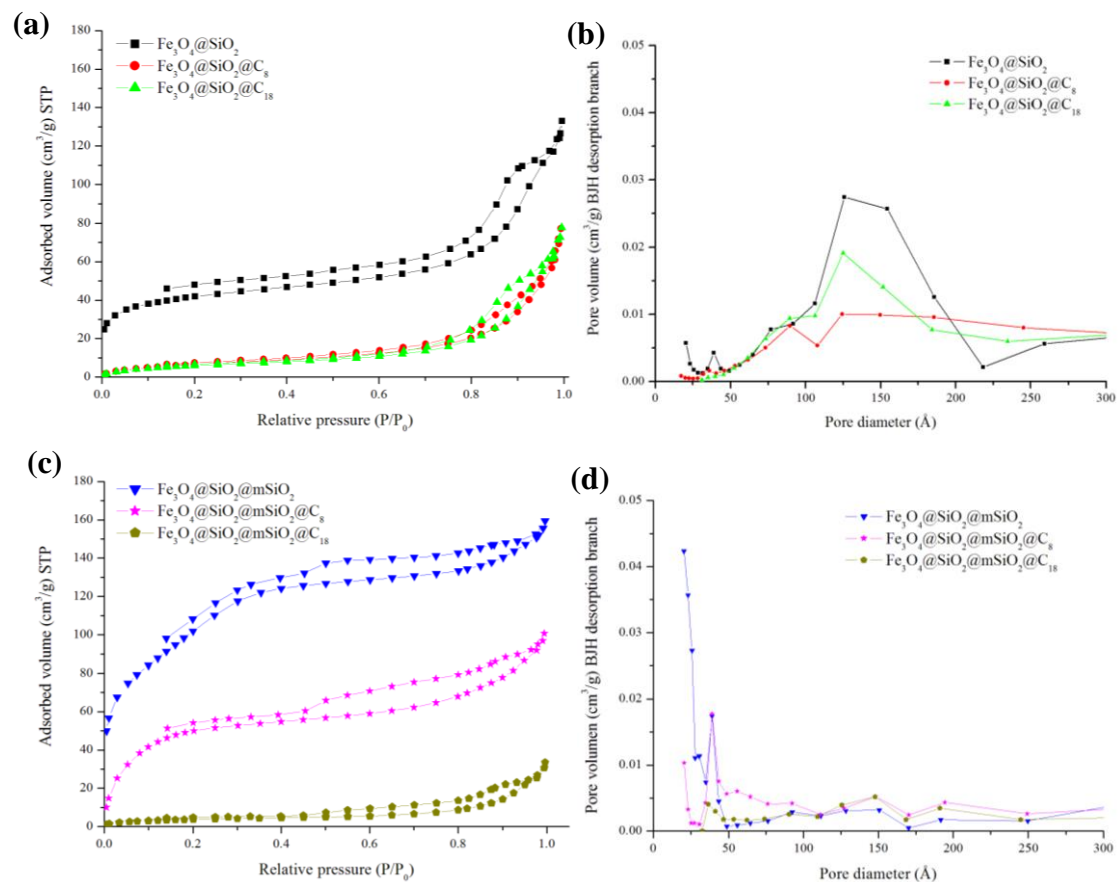 (a)
Fe₃O₄@SiO₂
Fe₃O₄@SiO₂@C₈
Fe₃O₄@SiO₂@C₁₈
Adsorbed volume (cm³/g) STP
180
160
140
120
100
80
60
40
20
0
0.0 0.2 0.4 0.6 0.8 1.0
Relative pressure (P/P₀)
(b)
Fe₃O₄@SiO₂
Fe₃O₄@SiO₂@C₈
Fe₃O₄@SiO₂@C₁₈
Pore volume (cm³/g) BJH desorption branch
0.05
0.04
0.03
0.02
0.01
0.00
0 50 100 150 200 250 300
Pore diameter (Å)
(c)
Fe₃O₄@SiO₂@mSiO₂
Fe₃O₄@SiO₂@mSiO₂@C₈
Fe₃O₄@SiO₂@mSiO₂@C₁₈
Adsorbed volume (cm³/g) STP
180
160
140
120
100
80
60
40
20
0
0.0 0.2 0.4 0.6 0.8 1.0
Relative pressure (P/P₀)
(d)
Fe₃O₄@SiO₂@mSiO₂
Fe₃O₄@SiO₂@mSiO₂@C₈
Fe₃O₄@SiO₂@mSiO₂@C₁₈
Pore volumen (cm³/g) BJH desorption branch
0.05
0.04
0.03
0.02
0.01
0.00
0 50 100 150 200 250 300
Pore diameter (Å)